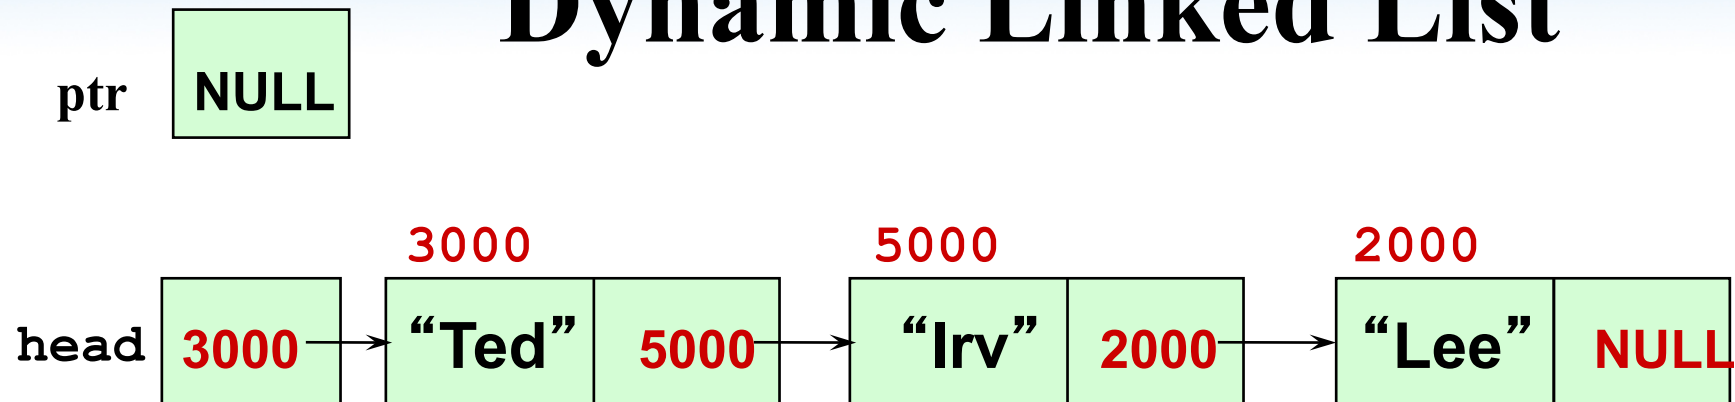 Dynamic Linked List
ptr NULL
3000 5000 2000
head 3000 “Ted” 5000 “Irv” 2000 “Lee” NULL